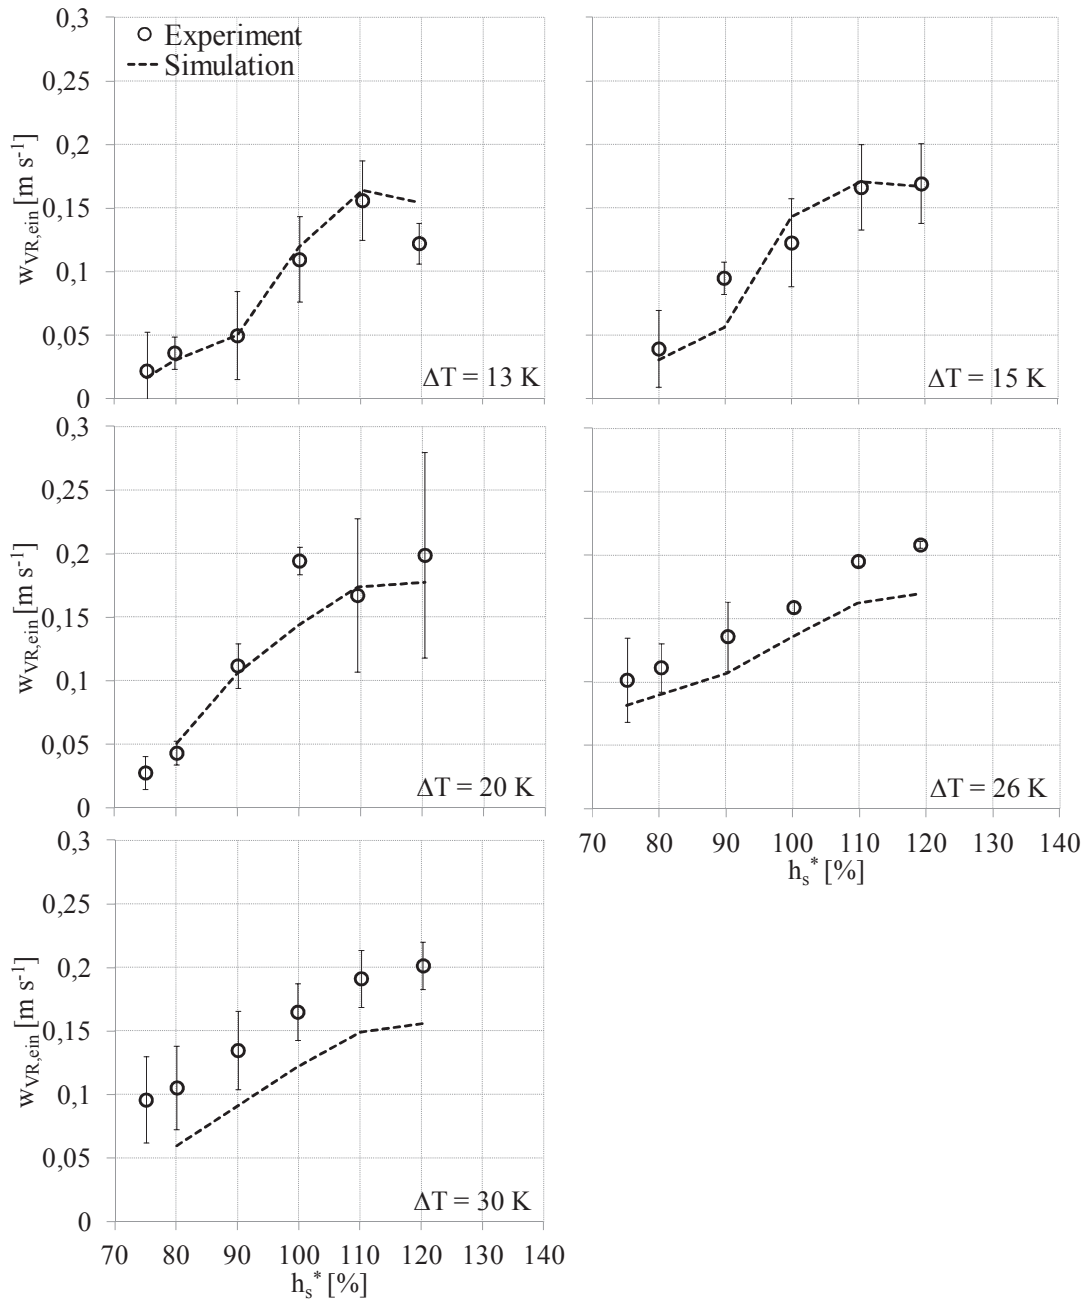 0,3
0,25
0,2
0,15
0,1
0,05
0
w_VR,ein [m s⁻¹]
Experiment
Simulation
ΔT = 13 K
ΔT = 15 K
0,3
0,25
0,2
0,15
0,1
0,05
0
w_VR,ein [m s⁻¹]
ΔT = 20 K
ΔT = 26 K
70 80 90 100 110 120 130 140
h_s* [%]
0,3
0,25
0,2
0,15
0,1
0,05
0
w_VR,ein [m s⁻¹]
ΔT = 30 K
70 80 90 100 110 120 130 140
h_s* [%]